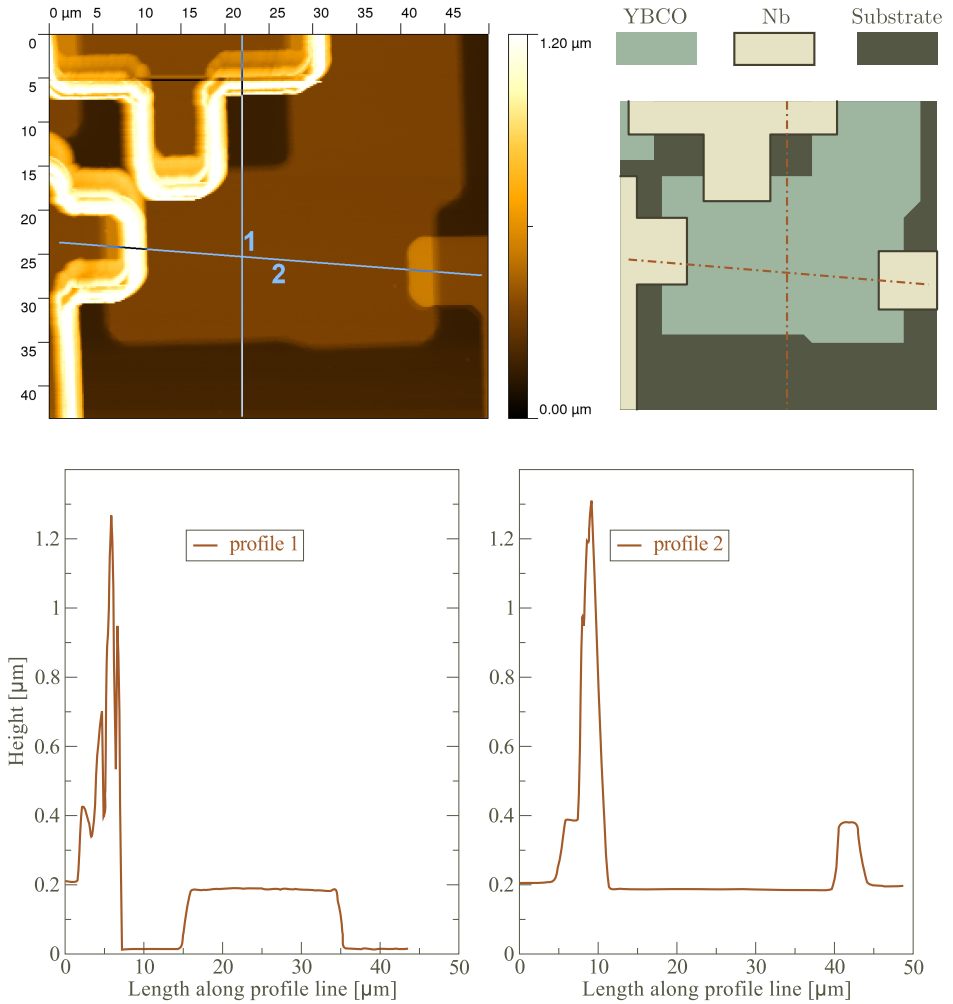 0 µm 5 10 15 20 25 30 35 45
0
5
10
15
20
25
30
35
40
1
2
1.20 µm
0.00 µm
YBCO Nb Substrate
profile 1
Height [µm]
0
0.2
0.4
0.6
0.8
1
1.2
0 10 20 30 40 50
Length along profile line [µm]
profile 2
0
0.2
0.4
0.6
0.8
1
1.2
0 10 20 30 40 50
Length along profile line [µm]